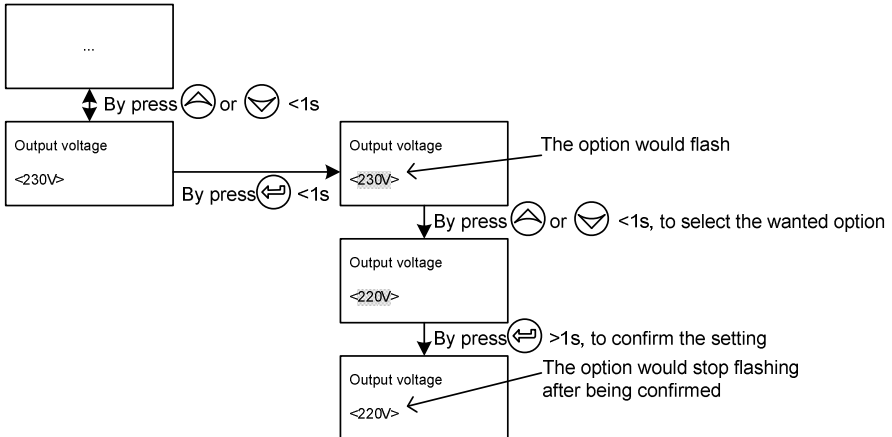 ...
By press or <1s
Output voltage
<230V>
By press <1s
Output voltage
<230V>
The option would flash
By press or <1s, to select the wanted option
Output voltage
<220V>
By press >1s, to confirm the setting
Output voltage
<220V>
The option would stop flashing
after being confirmed